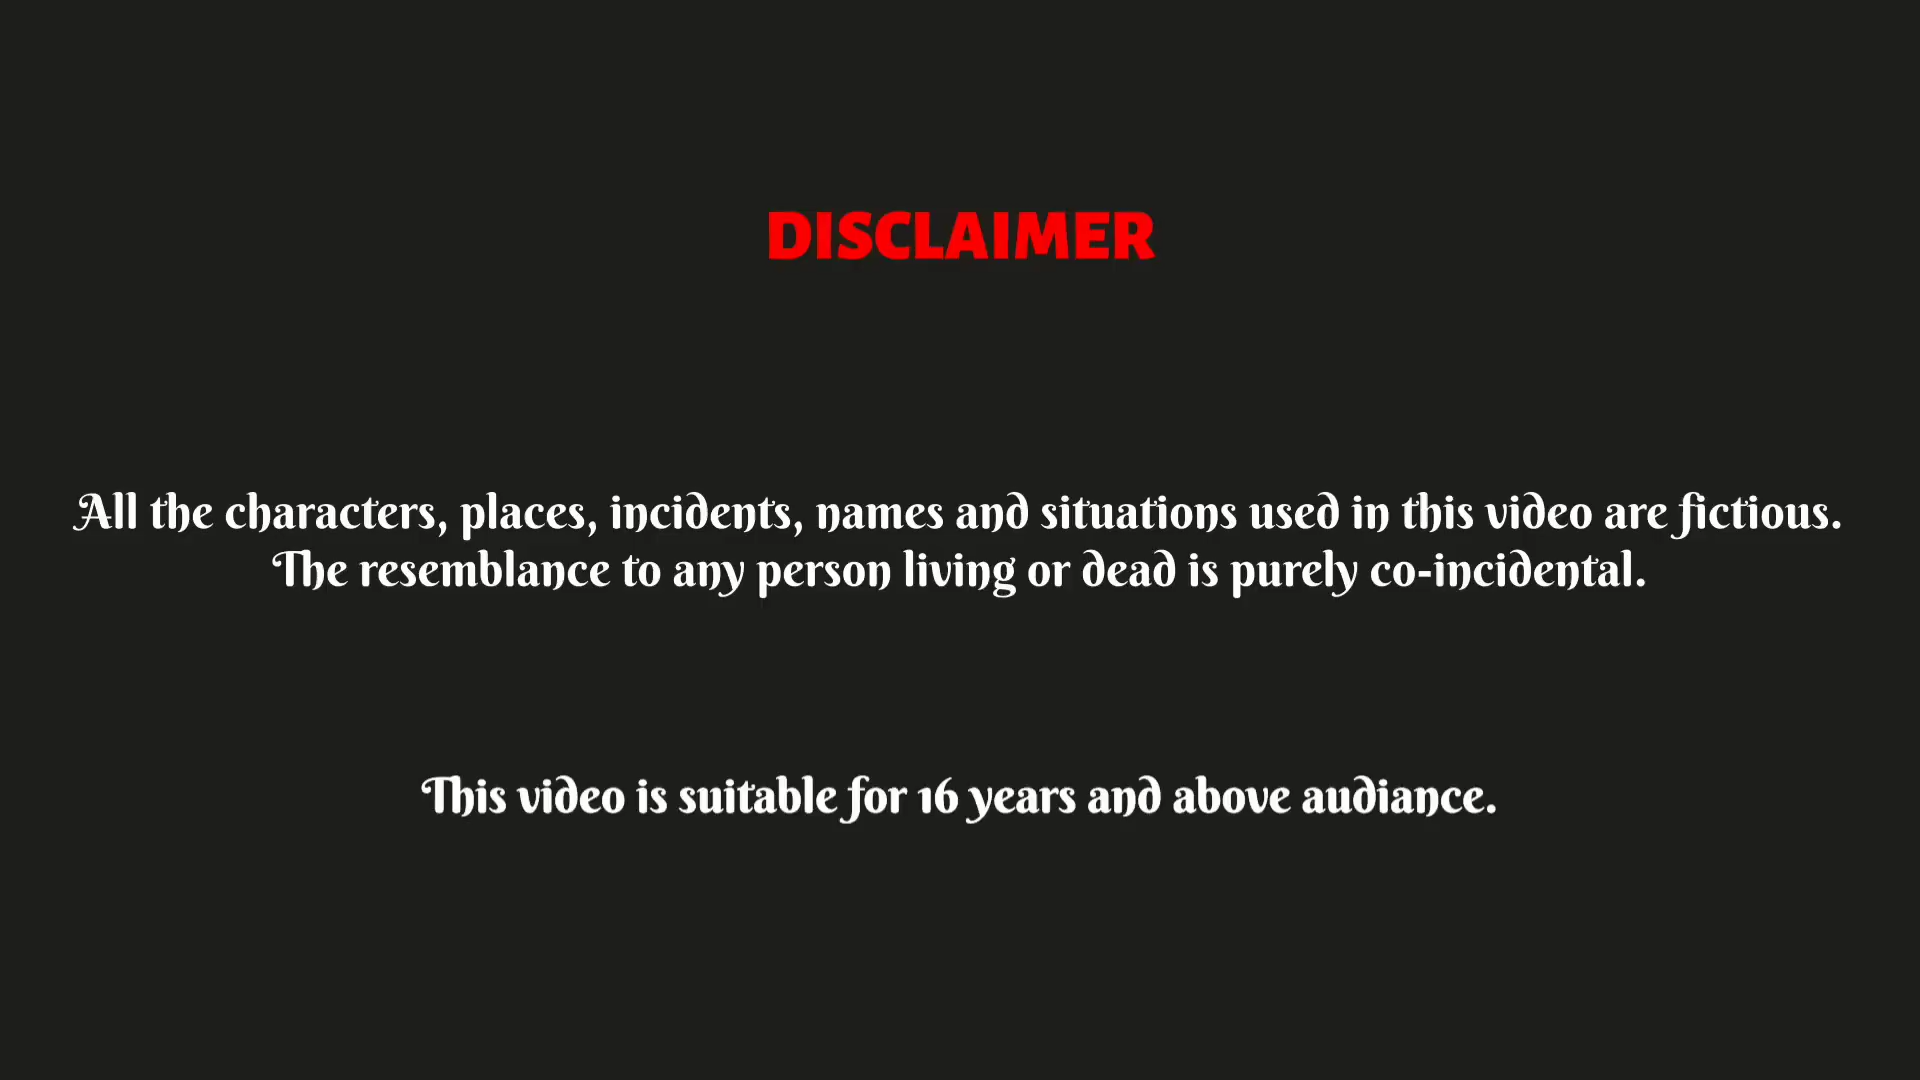 DISCLAIMER
All the characters, places, incidents, names and situations used in this video are fictious.
The resemblance to any person living or dead is purely co-incidental.
This video is suitable for 16 years and above audiance.